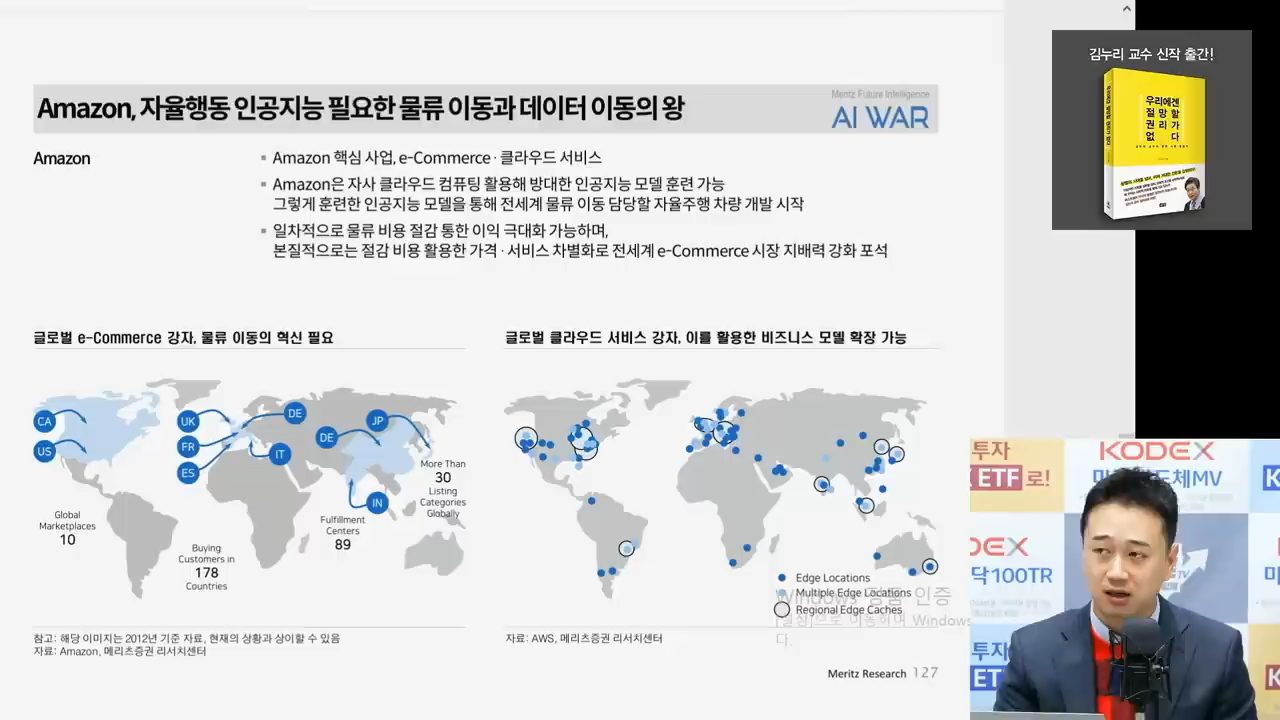 김누리 교수 신작 출간!
우리에겐
절망할
권리가
없다
Amazon, 자율행동 인공지능 필요한 물류 이동과 데이터 이동의 왕
Meritz Future Intelligence
AI WAR
Amazon
▪ Amazon 핵심 사업, e-Commerce · 클라우드 서비스
▪ Amazon은 자사 클라우드 컴퓨팅 활용해 방대한 인공지능 모델 훈련 가능
그렇게 훈련한 인공지능 모델을 통해 전세계 물류 이동 담당할 자율주행 차량 개발 시작
▪ 일차적으로 물류 비용 절감 통한 이익 극대화 가능하며,
본질적으로는 절감 비용 활용한 가격 · 서비스 차별화로 전세계 e-Commerce 시장 지배력 강화 포석
글로벌 e-Commerce 강자, 물류 이동의 혁신 필요
CA
US
UK
FR
ES
DE
IT
DE
JP
IN
Global
Marketplaces
10
Buying
Customers in
178
Countries
Fulfillment
Centers
89
More Than
30
Listing
Categories
Globally
참고: 해당 이미지는 2012년 기준 자료, 현재의 상황과 상이할 수 있음
자료: Amazon, 메리츠증권 리서치센터
글로벌 클라우드 서비스 강자, 이를 활용한 비즈니스 모델 확장 가능
Edge Locations
Multiple Edge Locations
Regional Edge Caches
Windows 정품 인증
[설정]으로 이동하여 Windows
다.
자료: AWS, 메리츠증권 리서치센터
Meritz Research 127
투자
ETF로!
KODEX
DEX
닥100TR
투자